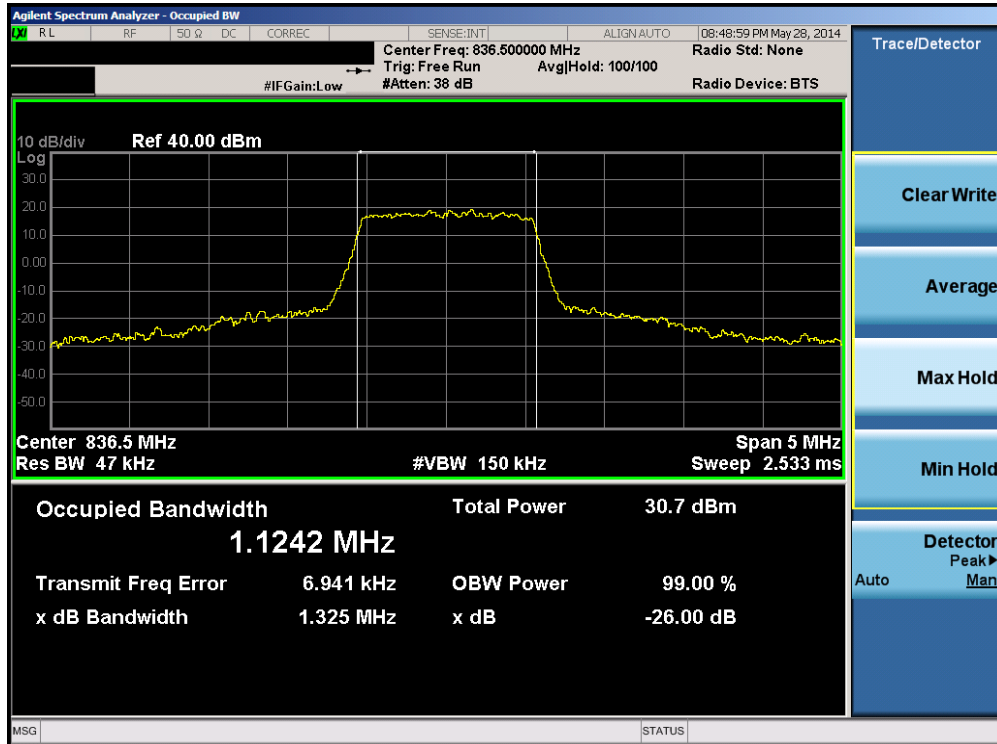 Agilent Spectrum Analyzer - Occupied BW
LXI RL RF 50 Ω DC CORREC SENSE:INT ALIGN AUTO 08:48:59 PM May 28, 2014
Center Freq: 836.500000 MHz Radio Std: None
Trig: Free Run Avg|Hold: 100/100
#IFGain:Low #Atten: 38 dB Radio Device: BTS
10 dB/div Ref 40.00 dBm
Log
30.0
20.0
10.0
0.00
-10.0
-20.0
-30.0
-40.0
-50.0
Center 836.5 MHz Span 5 MHz
Res BW 47 kHz #VBW 150 kHz Sweep 2.533 ms
Occupied Bandwidth Total Power 30.7 dBm
1.1242 MHz
Transmit Freq Error 6.941 kHz OBW Power 99.00 %
x dB Bandwidth 1.325 MHz x dB -26.00 dB
Trace/Detector
Clear Write
Average
Max Hold
Min Hold
Detector
Peak▶
Auto Man
MSG STATUS